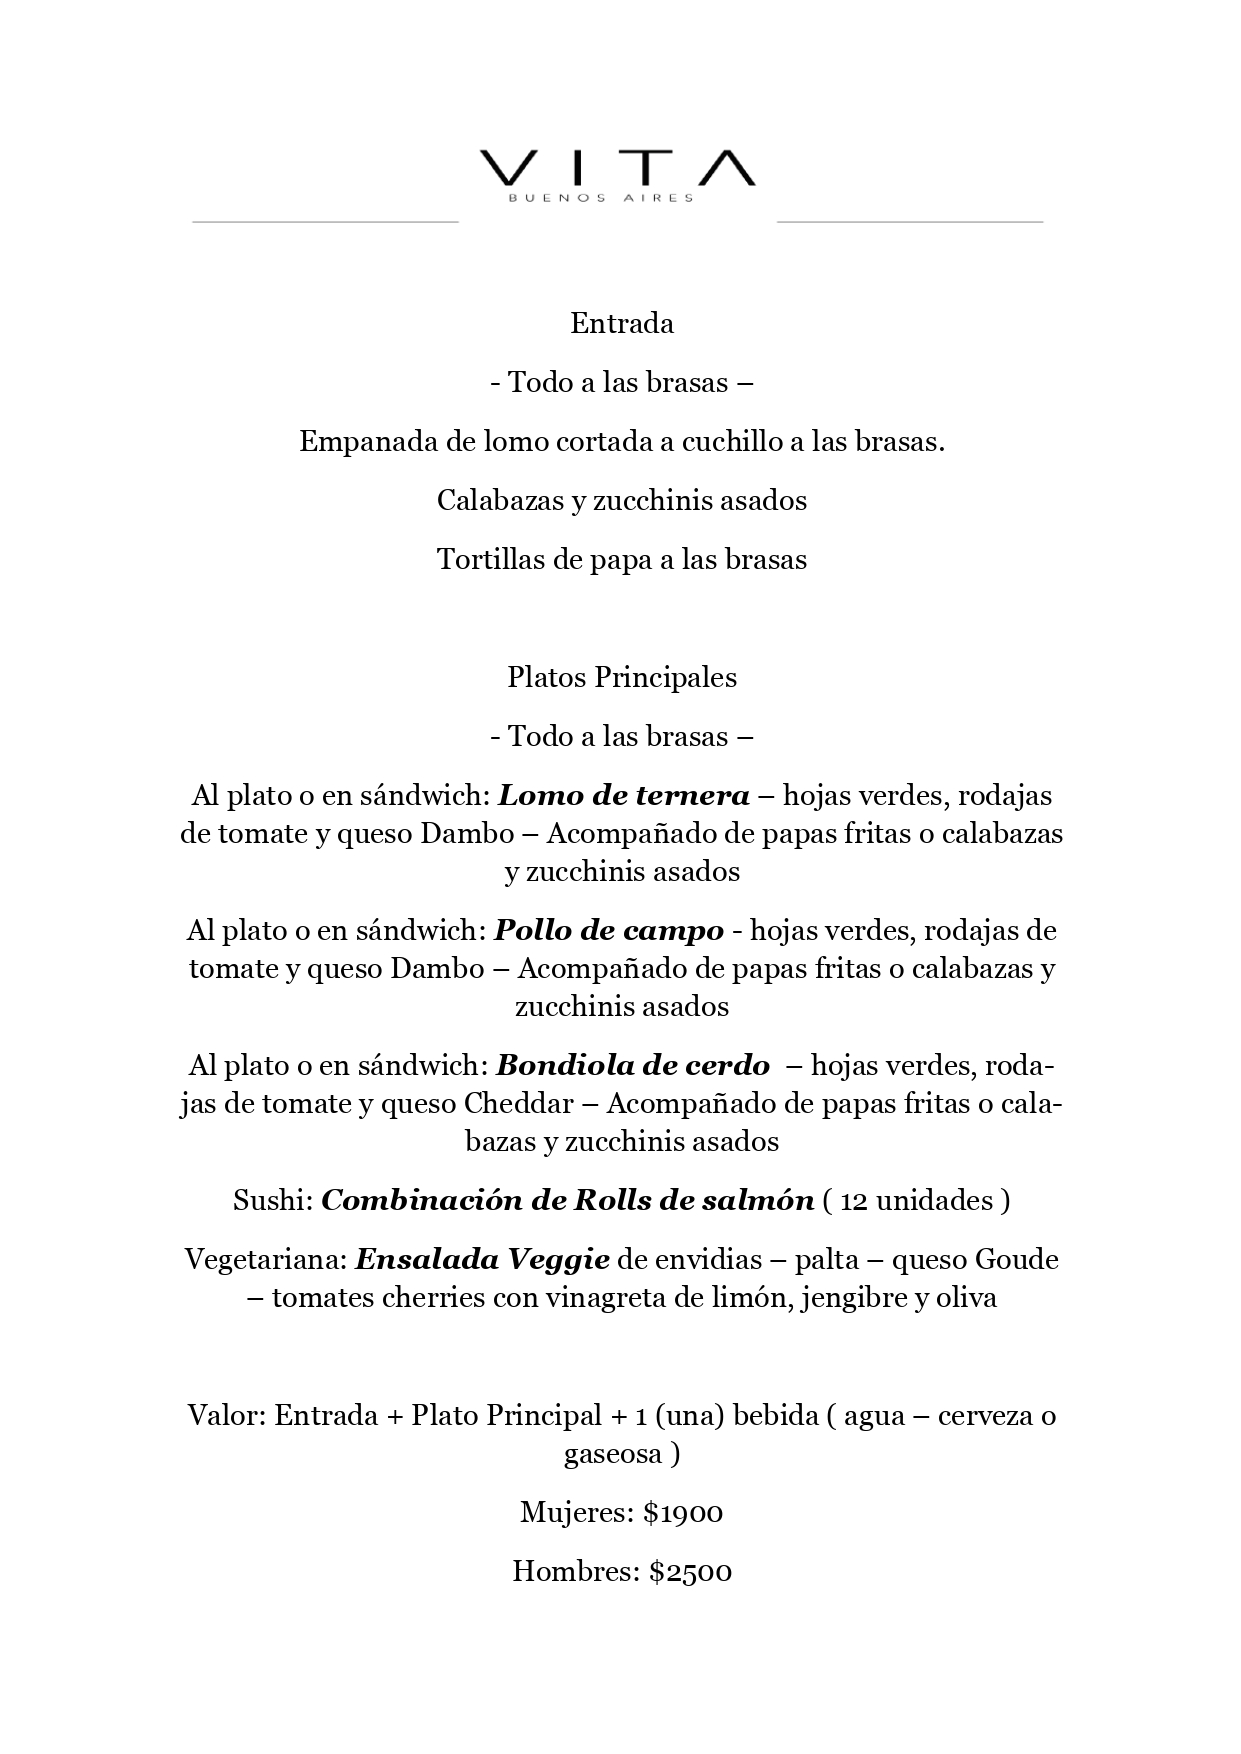 VITA
BUENOS AIRES
Entrada
- Todo a las brasas –
Empanada de lomo cortada a cuchillo a las brasas.
Calabazas y zucchinis asados
Tortillas de papa a las brasas
Platos Principales
- Todo a las brasas –
Al plato o en sándwich: Lomo de ternera – hojas verdes, rodajas
de tomate y queso Dambo – Acompañado de papas fritas o calabazas
y zucchinis asados
Al plato o en sándwich: Pollo de campo - hojas verdes, rodajas de
tomate y queso Dambo – Acompañado de papas fritas o calabazas y
zucchinis asados
Al plato o en sándwich: Bondiola de cerdo – hojas verdes, roda-
jas de tomate y queso Cheddar – Acompañado de papas fritas o cala-
bazas y zucchinis asados
Sushi: Combinación de Rolls de salmón ( 12 unidades )
Vegetariana: Ensalada Veggie de envidias – palta – queso Goude
– tomates cherries con vinagreta de limón, jengibre y oliva
Valor: Entrada + Plato Principal + 1 (una) bebida ( agua – cerveza o
gaseosa )
Mujeres: $1900
Hombres: $2500